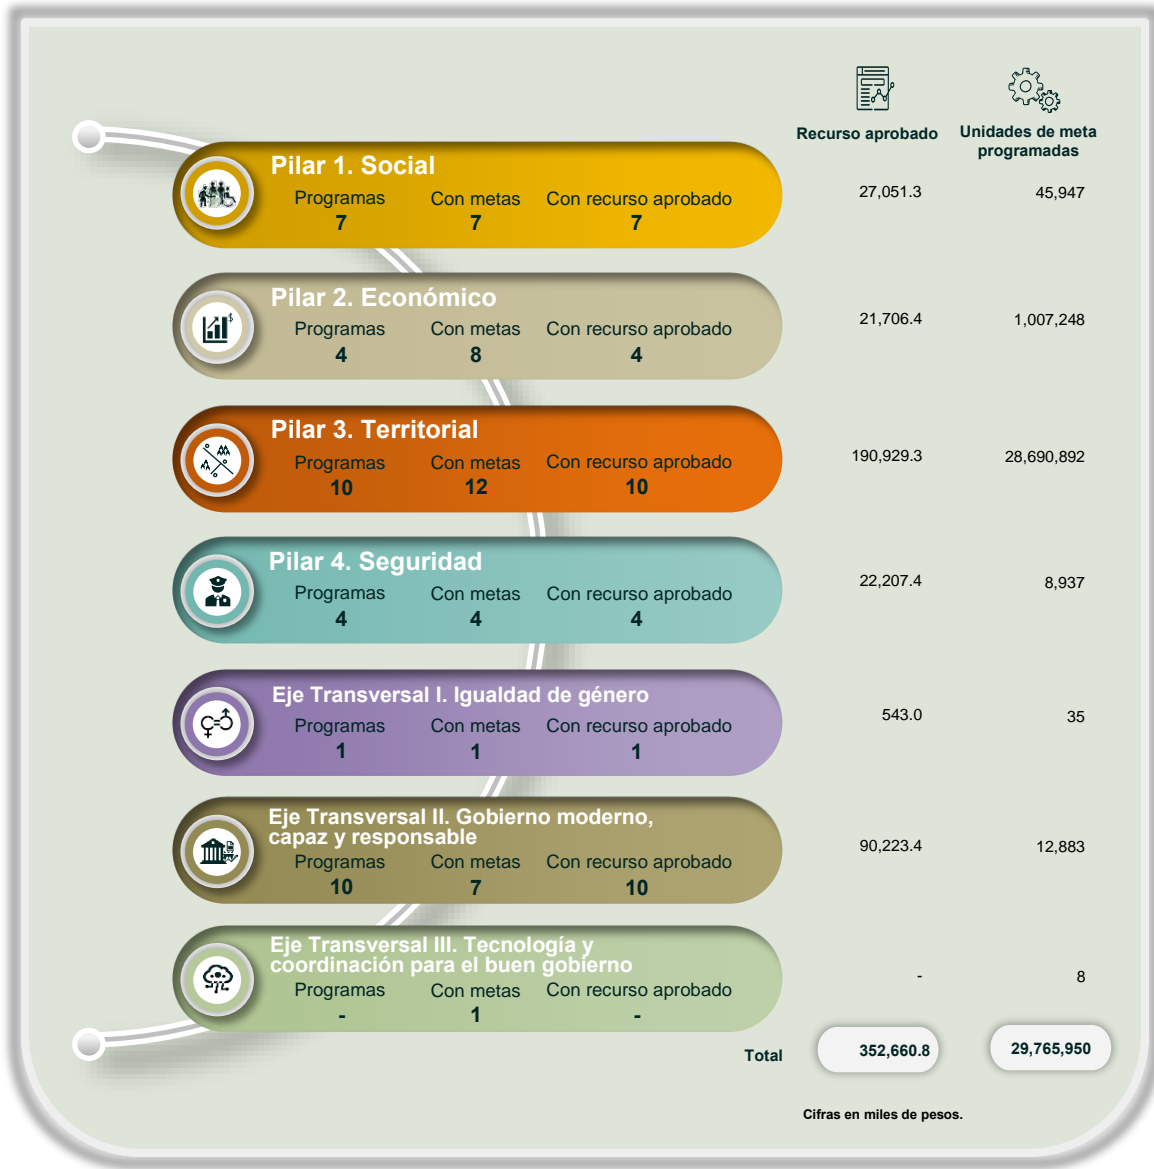 Recurso aprobado
Unidades de meta
programadas
Pilar 1. Social
Programas Con metas Con recurso aprobado
7 7 7
27,051.3 45,947
Pilar 2. Económico
Programas Con metas Con recurso aprobado
4 8 4
21,706.4 1,007,248
Pilar 3. Territorial
Programas Con metas Con recurso aprobado
10 12 10
190,929.3 28,690,892
Pilar 4. Seguridad
Programas Con metas Con recurso aprobado
4 4 4
22,207.4 8,937
Eje Transversal I. Igualdad de género
Programas Con metas Con recurso aprobado
1 1 1
543.0 35
Eje Transversal II. Gobierno moderno,
capaz y responsable
Programas Con metas Con recurso aprobado
10 7 10
90,223.4 12,883
Eje Transversal III. Tecnología y
coordinación para el buen gobierno
Programas Con metas Con recurso aprobado
- 1 -
- 8
Total 352,660.8 29,765,950
Cifras en miles de pesos.